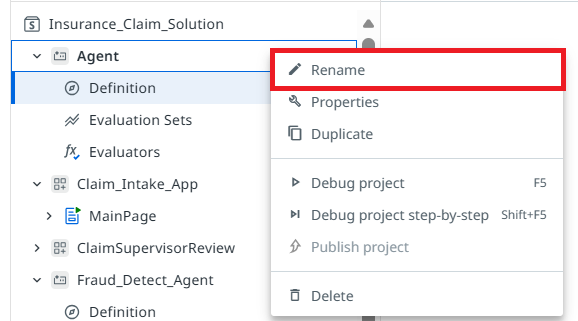 Insurance_Claim_Solution
Agent
Definition
Evaluation Sets
Evaluators
Claim_Intake_App
MainPage
ClaimSupervisorReview
Fraud_Detect_Agent
Definition
Rename
Properties
Duplicate
Debug project F5
Debug project step-by-step Shift+F5
Publish project
Delete